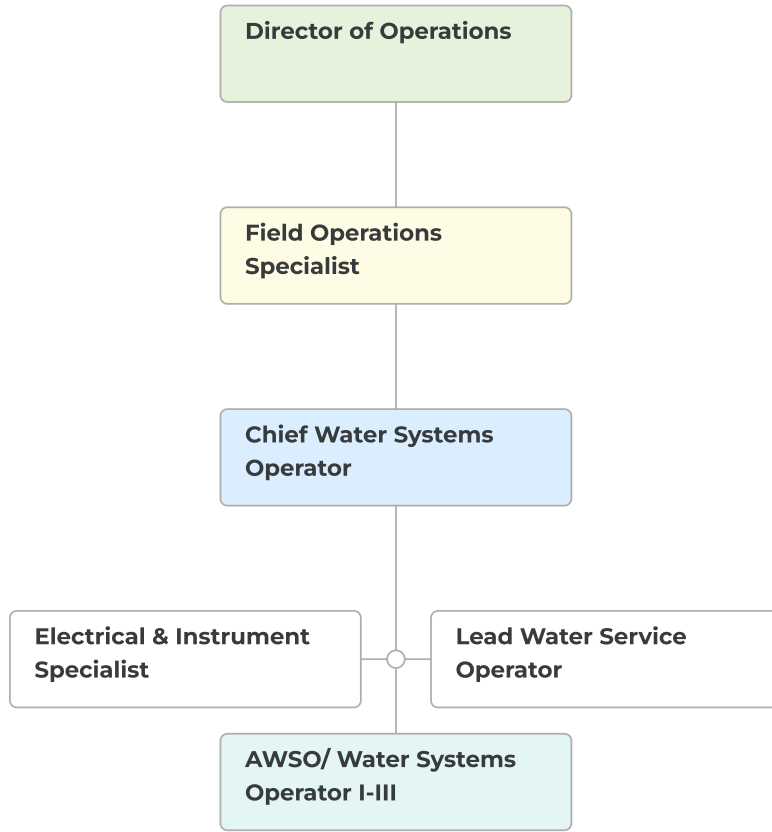 Director of Operations
Field Operations
Specialist
Chief Water Systems
Operator
Electrical & Instrument
Specialist
Lead Water Service
Operator
AWSO/ Water Systems
Operator I-III